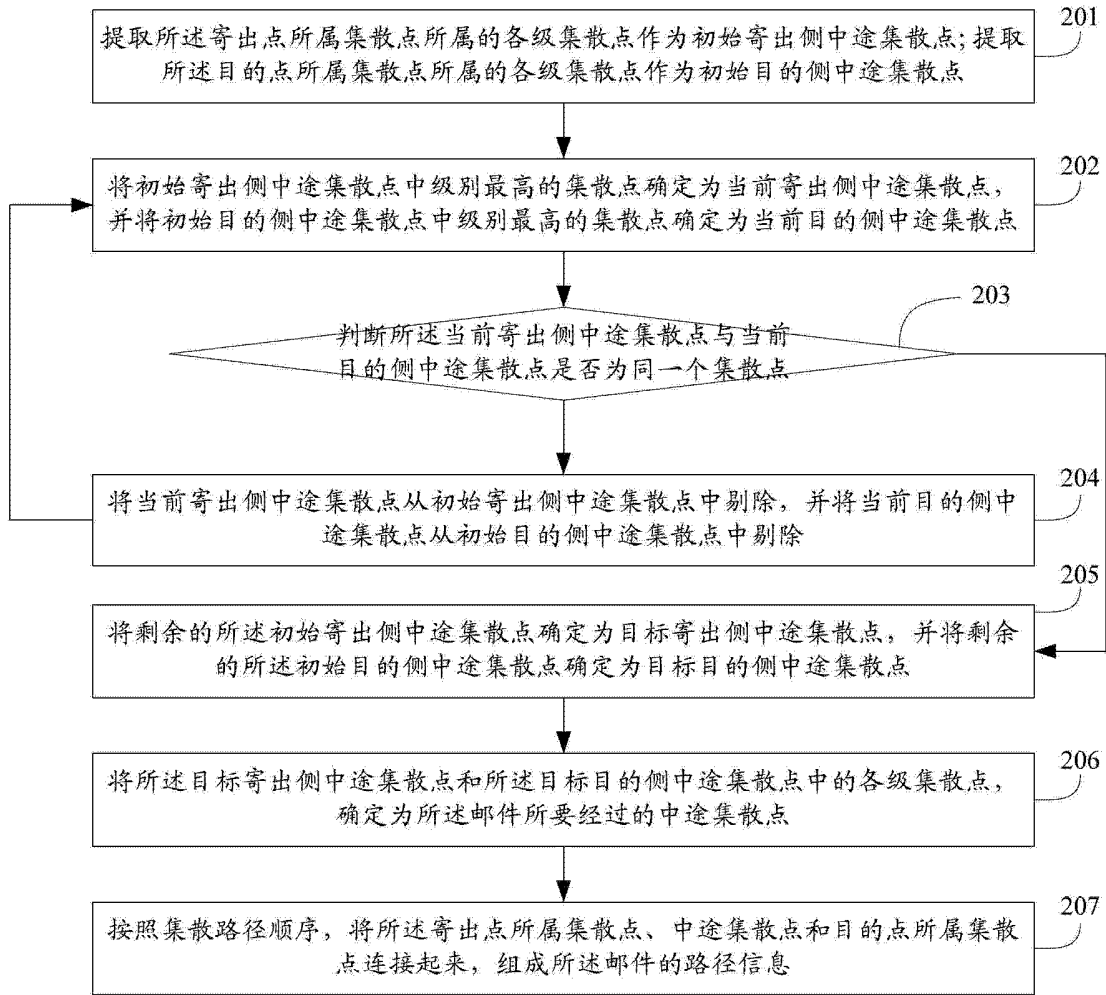 提取所述寄出点所属集散点所属的各级集散点作为初始寄出侧中途集散点;提取
所述目的点所属集散点所属的各级集散点作为初始目的侧中途集散点
201
将初始寄出侧中途集散点中级别最高的集散点确定为当前寄出侧中途集散点，
并将初始目的侧中途集散点中级别最高的集散点确定为当前目的侧中途集散点
202
判断所述当前寄出侧中途集散点与当前
目的侧中途集散点是否为同一个集散点
203
将当前寄出侧中途集散点从初始寄出侧中途集散点中剔除，并将当前目的侧中
途集散点从初始目的侧中途集散点中剔除
204
将剩余的所述初始寄出侧中途集散点确定为目标寄出侧中途集散点，并将剩余
的所述初始目的侧中途集散点确定为目标目的侧中途集散点
205
将所述目标寄出侧中途集散点和所述目标目的侧中途集散点中的各级集散点，
确定为所述邮件所要经过的中途集散点
206
按照集散路径顺序，将所述寄出点所属集散点、中途集散点和目的点所属集散
点连接起来，组成所述邮件的路径信息
207